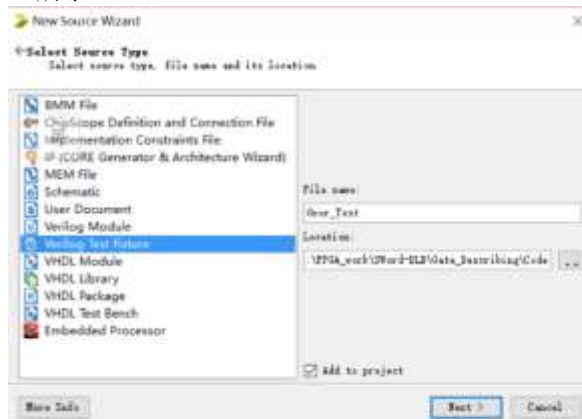 New Source Wizard
Select Source Type
Select source type, file name and its location.
BMM File
ChipScope Definition and Connection File
Implementation Constraints File
IP (CORE Generator & Architecture Wizard)
MEM File
Schematic
User Document
Verilog Module
Verilog Test Fixture
VHDL Module
VHDL Library
VHDL Package
VHDL Test Bench
Embedded Processor
File name:
Location:
Add to project
More Info
Next >
Cancel